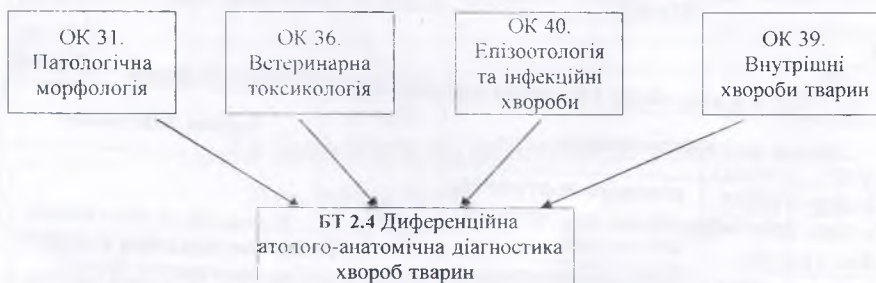 ОК 31.
Патологічна
морфологія
ОК 36.
Ветеринарна
токсикологія
ОК 40.
Епізоотологія
та інфекційні
хвороби
ОК 39.
Внутрішні
хвороби тварин
БТ 2.4 Диференційна
атолого-анатомічна діагностика
хвороб тварин